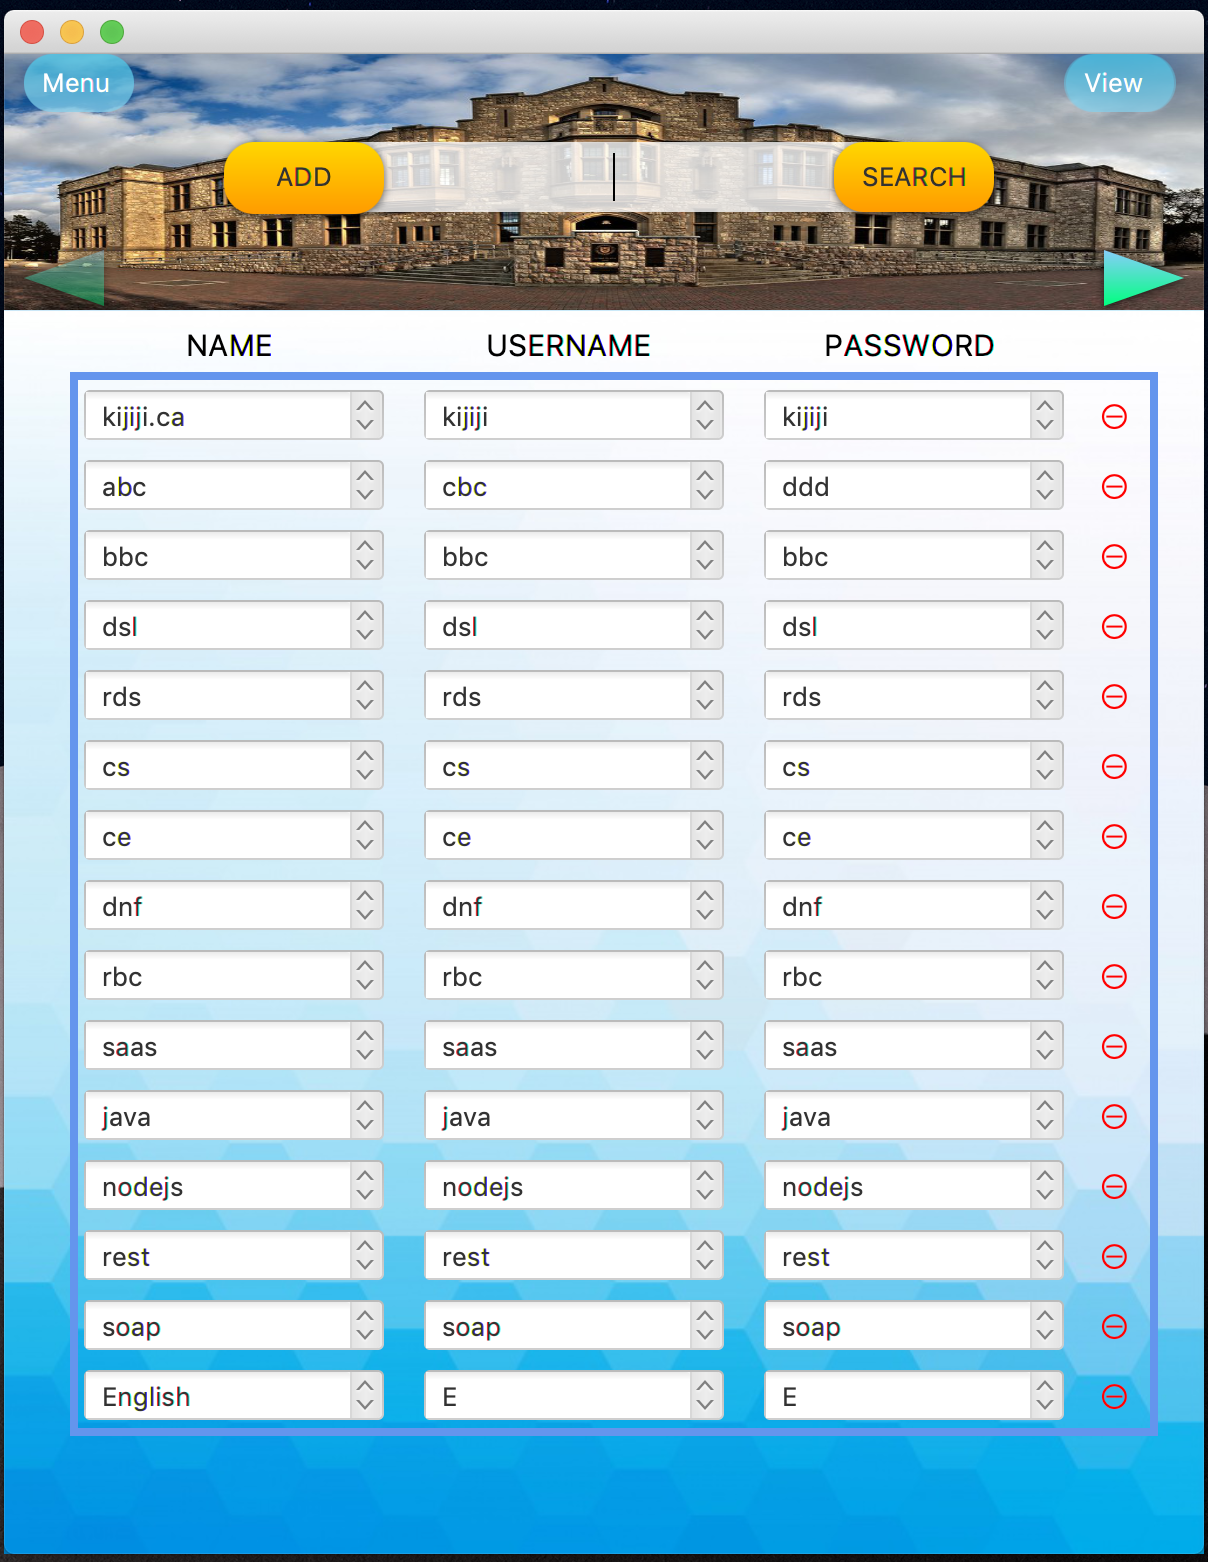 Menu View
ADD SEARCH
NAME USERNAME PASSWORD
kijiji.ca kijiji kijiji
abc cbc ddd
bbc bbc bbc
dsl dsl dsl
rds rds rds
cs cs cs
ce ce ce
dnf dnf dnf
rbc rbc rbc
saas saas saas
java java java
nodejs nodejs nodejs
rest rest rest
soap soap soap
English E E